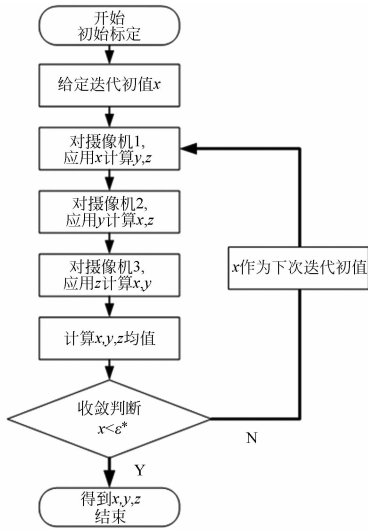 开始
初始标定
给定迭代初值x
对摄像机1,
应用x计算y,z
对摄像机2,
应用y计算x,z
对摄像机3,
应用z计算x,y
x作为下次迭代初值
计算x,y,z均值
收敛判断
x<ε*
N
Y
得到x,y,z
结束